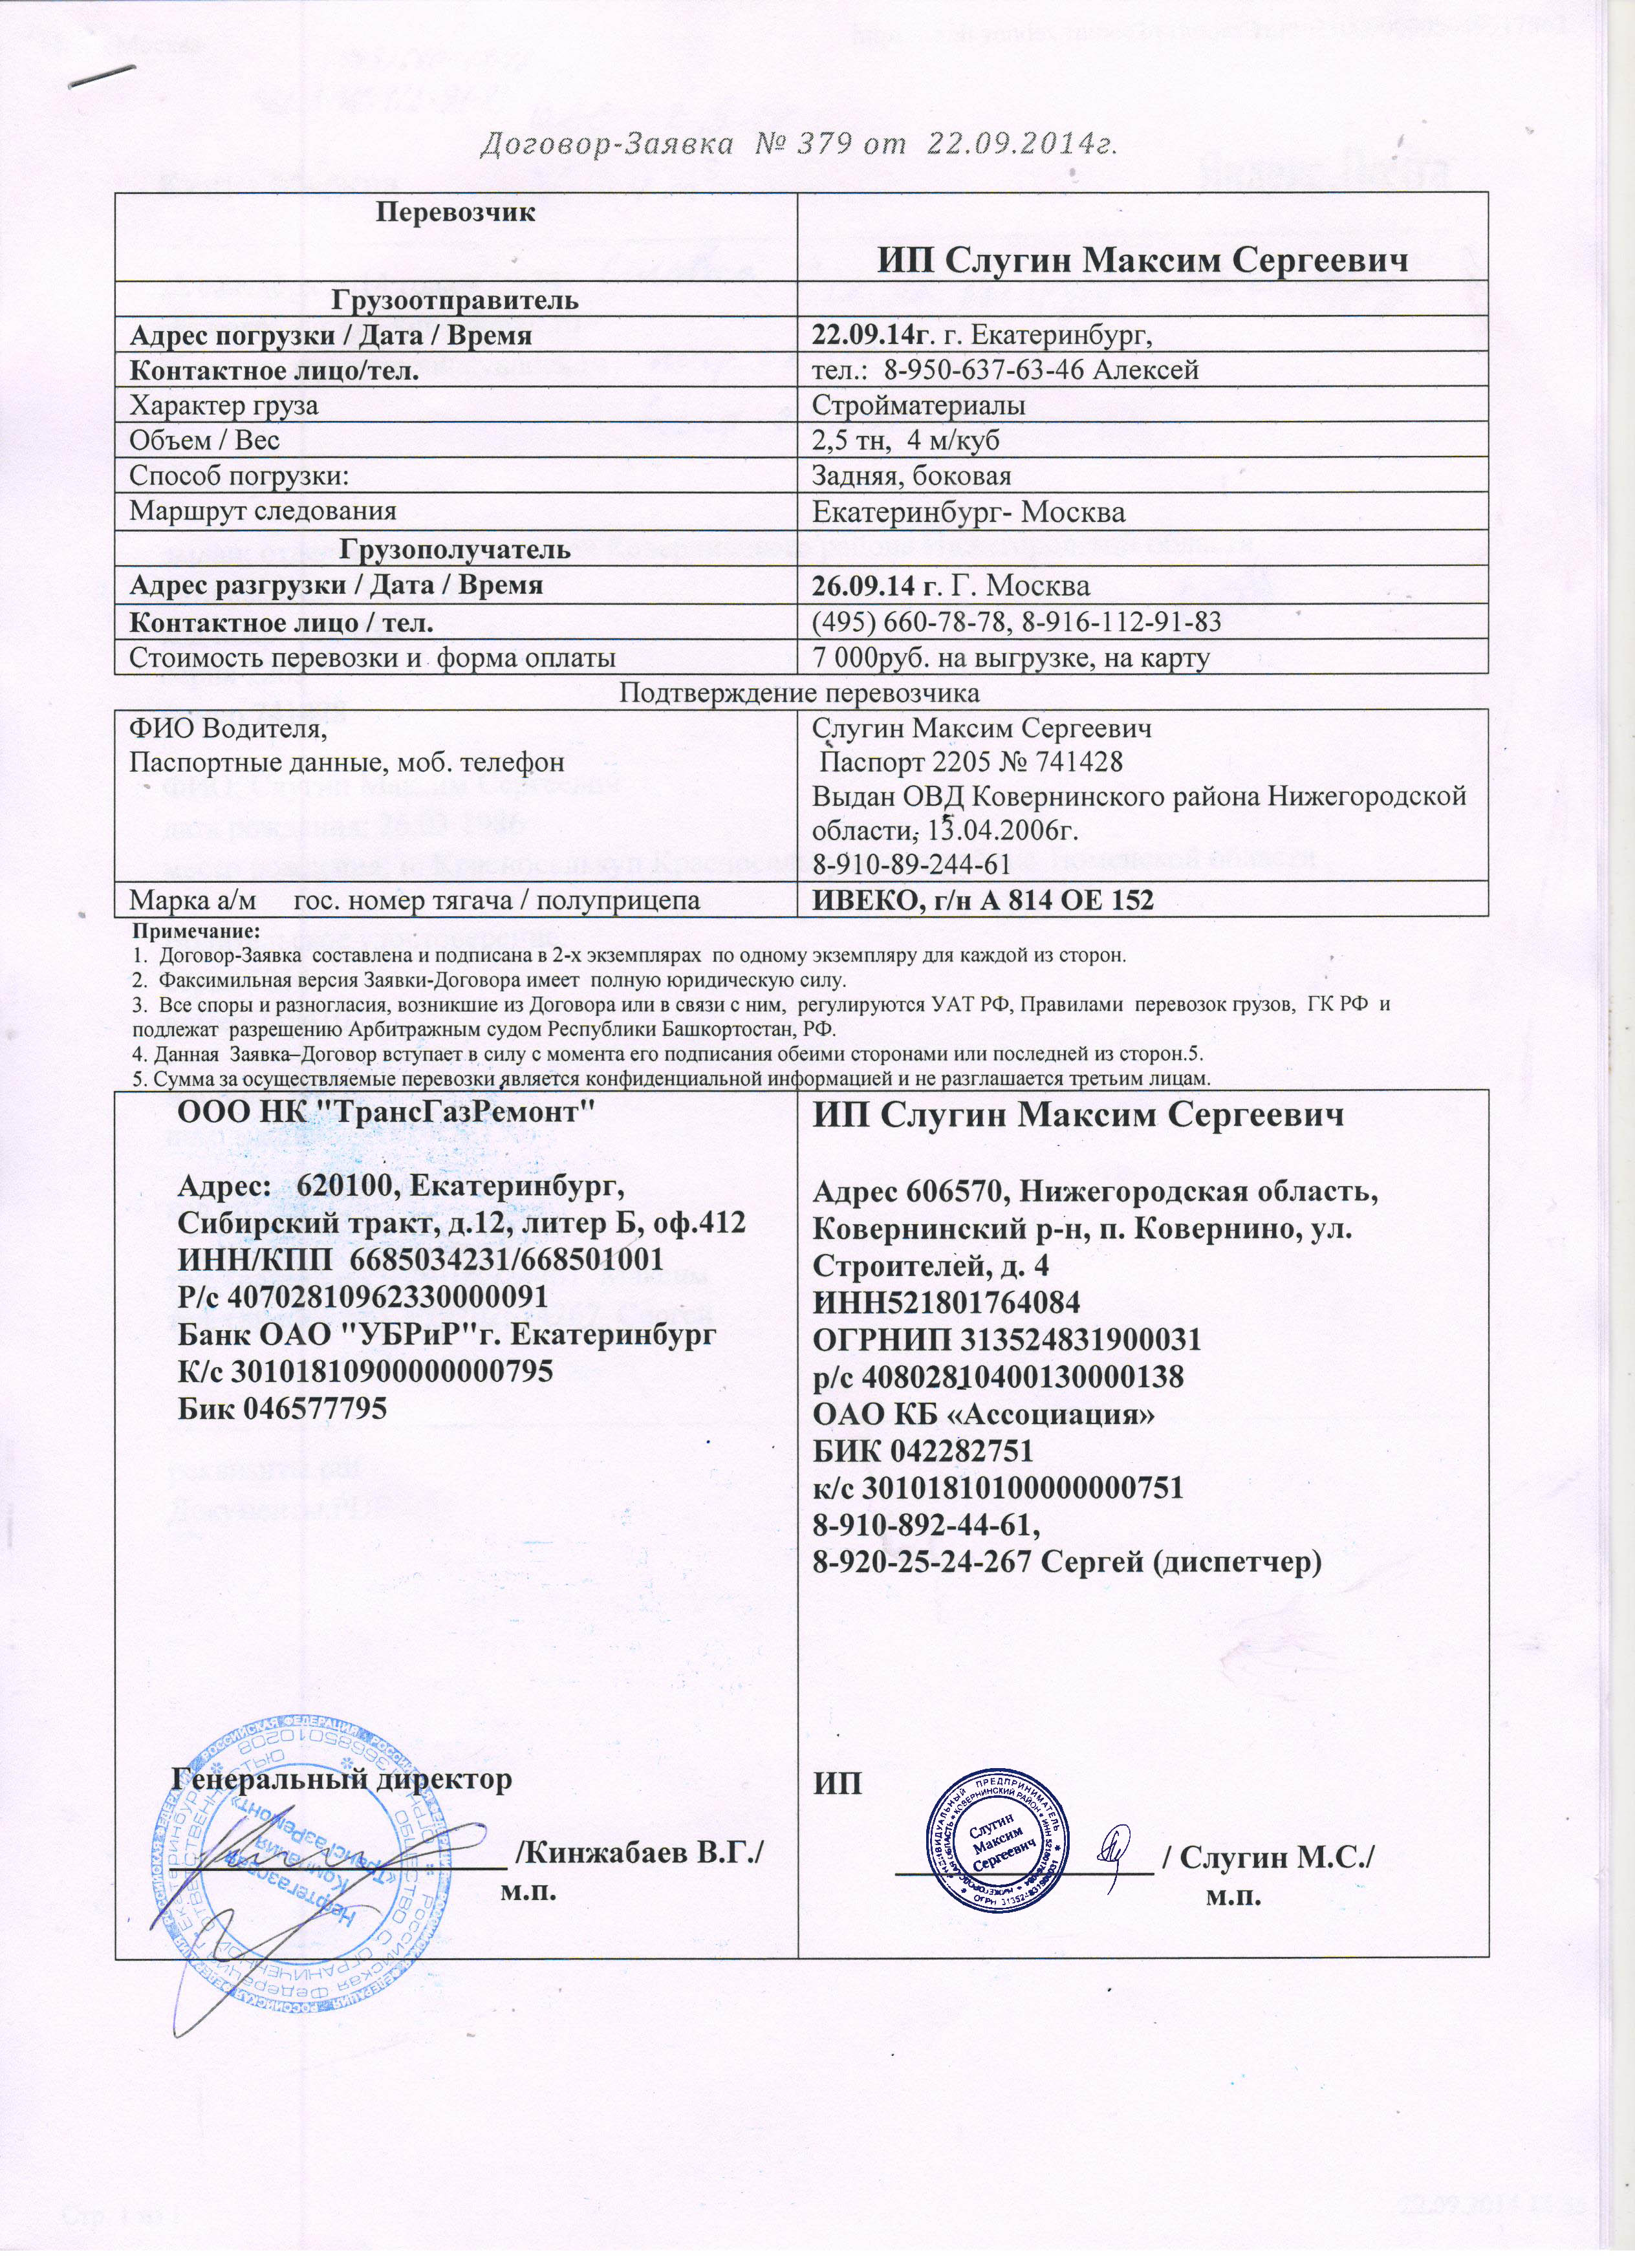 Договор-Заявка № 379 от 22.09.2014г.
Перевозчик
ИП Слугин Максим Сергеевич
Грузоотправитель
Адрес погрузки / Дата / Время 22.09.14г. г. Екатеринбург,
Контактное лицо/тел. тел.: 8-950-637-63-46 Алексей
Характер груза Стройматериалы
Объем / Вес 2,5 тн, 4 м/куб
Способ погрузки: Задняя, боковая
Маршрут следования Екатеринбург- Москва
Грузополучатель
Адрес разгрузки / Дата / Время 26.09.14 г. Г. Москва
Контактное лицо / тел. (495) 660-78-78, 8-916-112-91-83
Стоимость перевозки и форма оплаты 7 000руб. на выгрузке, на карту
Подтверждение перевозчика
ФИО Водителя,
Паспортные данные, моб. телефон
Слугин Максим Сергеевич
Паспорт 2205 № 741428
Выдан ОВД Ковернинского района Нижегородской
области, 13.04.2006г.
8-910-89-244-61
Марка а/м гос. номер тягача / полуприцепа ИВЕКО, г/н А 814 ОЕ 152
Примечание:
1. Договор-Заявка составлена и подписана в 2-х экземплярах по одному экземпляру для каждой из сторон.
2. Факсимильная версия Заявки-Договора имеет полную юридическую силу.
3. Все споры и разногласия, возникшие из Договора или в связи с ним, регулируются УАТ РФ, Правилами перевозок грузов, ГК РФ и
подлежат разрешению Арбитражным судом Республики Башкортостан, РФ.
4. Данная Заявка–Договор вступает в силу с момента его подписания обеими сторонами или последней из сторон.5.
5. Сумма за осуществляемые перевозки является конфиденциальной информацией и не разглашается третьим лицам.
ООО НК "ТрансГазРемонт"
Адрес: 620100, Екатеринбург,
Сибирский тракт, д.12, литер Б, оф.412
ИНН/КПП 6685034231/668501001
Р/с 40702810962330000091
Банк ОАО "УБРиР"г. Екатеринбург
К/с 30101810900000000795
Бик 046577795
Генеральный директор
/Кинжабаев В.Г./
м.п.
ИП Слугин Максим Сергеевич
Адрес 606570, Нижегородская область,
Ковернинский р-н, п. Ковернино, ул.
Строителей, д. 4
ИНН521801764084
ОГРНИП 313524831900031
р/с 40802810400130000138
ОАО КБ «Ассоциация»
БИК 042282751
к/с 30101810100000000751
8-910-892-44-61,
8-920-25-24-267 Сергей (диспетчер)
ИП
/ Слугин М.С./
м.п.
Слугин
Максим
Сергеевич
Нефтегазовая
Компания
«ТрансГазРемонт»